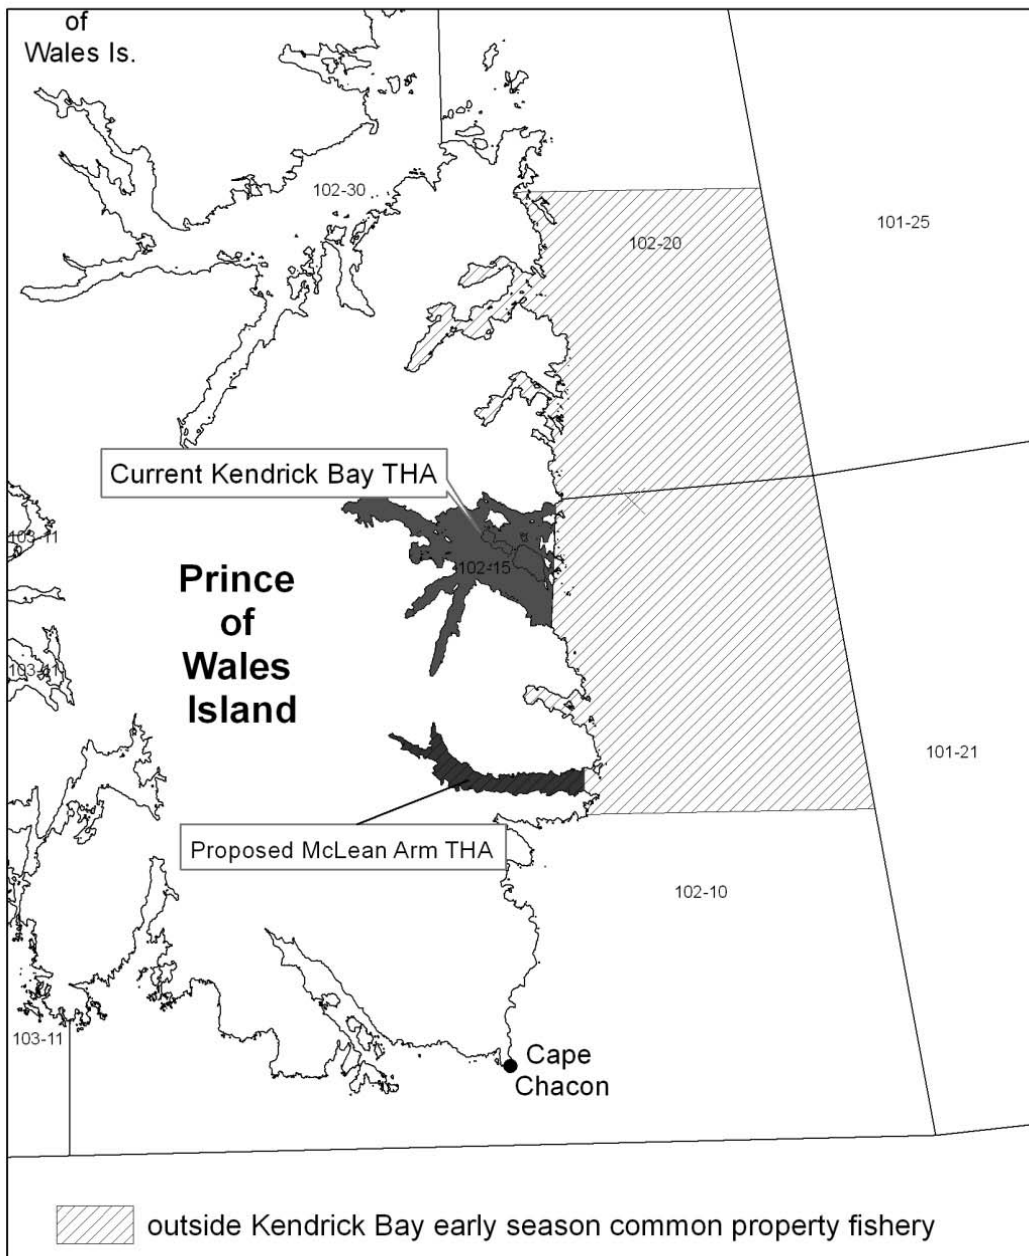 of
Wales Is.
102-30
101-25
102-20
Current Kendrick Bay THA
103-11
102-15
Prince
of
Wales
Island
103-11
101-21
Proposed McLean Arm THA
102-10
103-11
Cape
Chacon
outside Kendrick Bay early season common property fishery